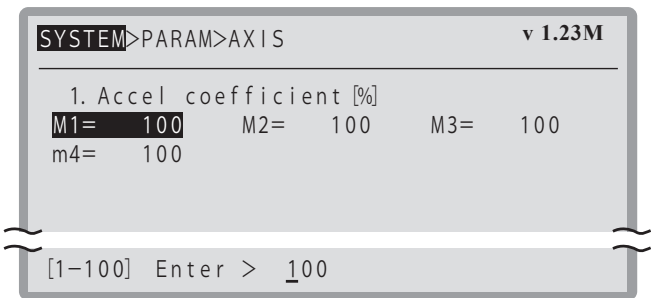 SYSTEM>PARAM>AXIS v 1.23M
1. Accel coefficient [%]
M1= 100 M2= 100 M3= 100
m4= 100
[1–100] Enter > 100